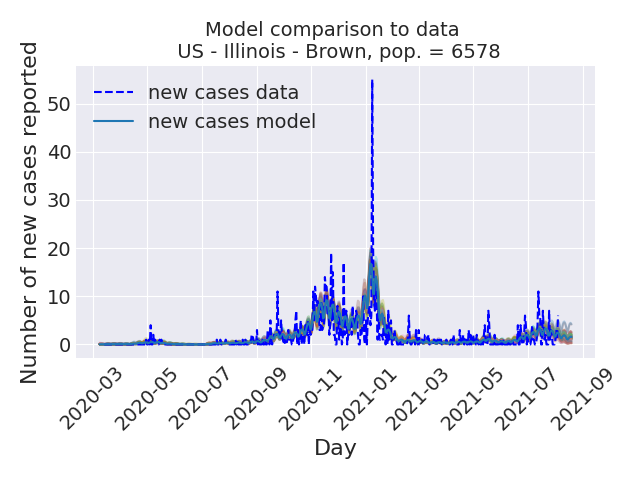 Model comparison to data
US - Illinois - Brown, pop. = 6578
Number of new cases reported
50
40
30
20
10
0
new cases data
new cases model
2020-03
2020-05
2020-07
2020-09
2020-11
2021-01
2021-03
2021-05
2021-07
2021-09
Day